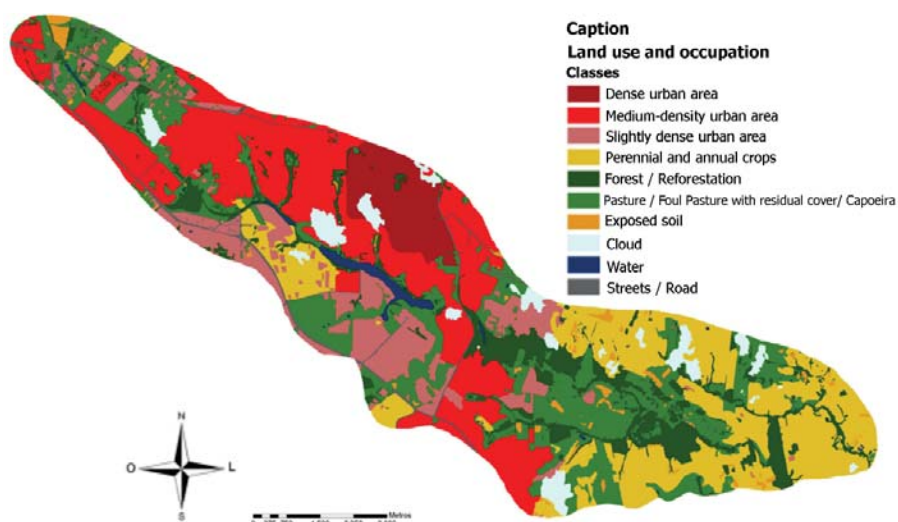 Caption
Land use and occupation
Classes
Dense urban area
Medium-density urban area
Slightly dense urban area
Perennial and annual crops
Forest / Reforestation
Pasture / Foul Pasture with residual cover/ Capoeira
Exposed soil
Cloud
Water
Streets / Road
N
O L
S
Metros
0